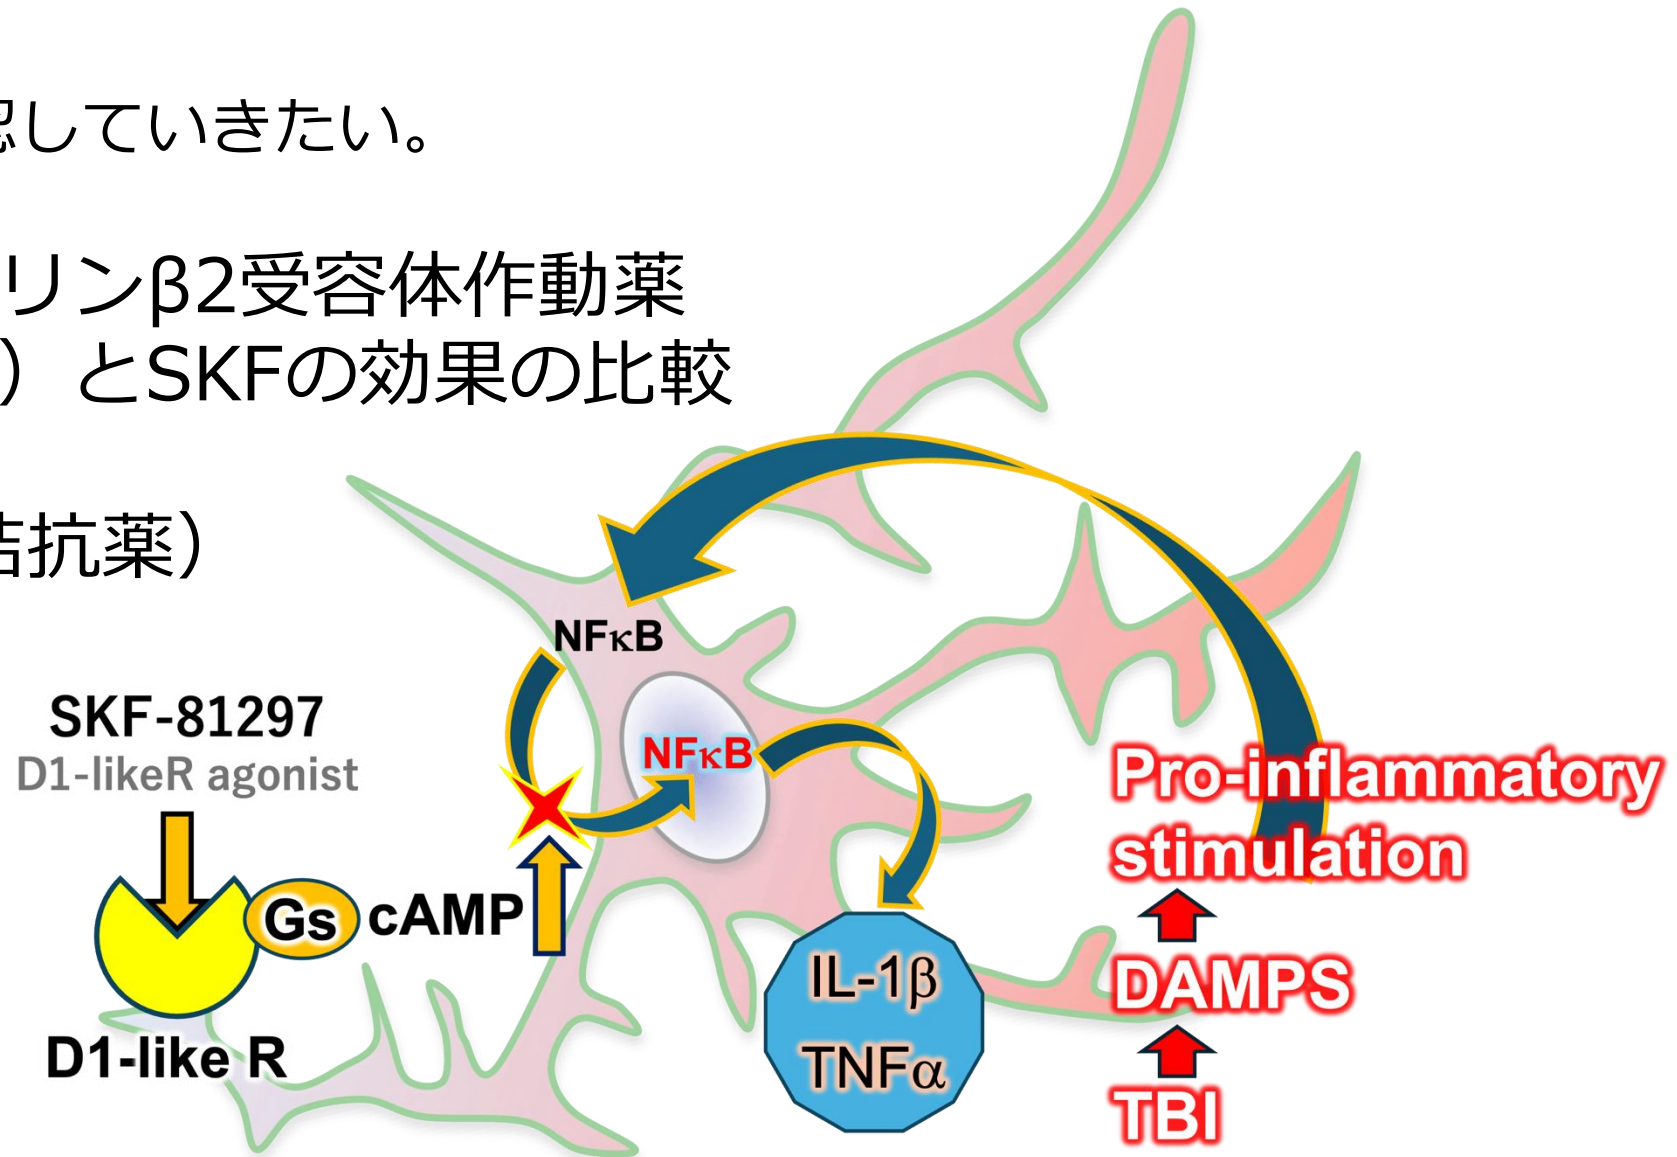 認していきたい。
リンβ2受容体作動薬
）とSKFの効果の比較
拮抗薬）
NFκB
SKF-81297
D1-likeR agonist
NFκB
Pro-inflammatory
stimulation
Gs
cAMP
IL-1β
DAMPS
D1-like R
TNFα
TBI